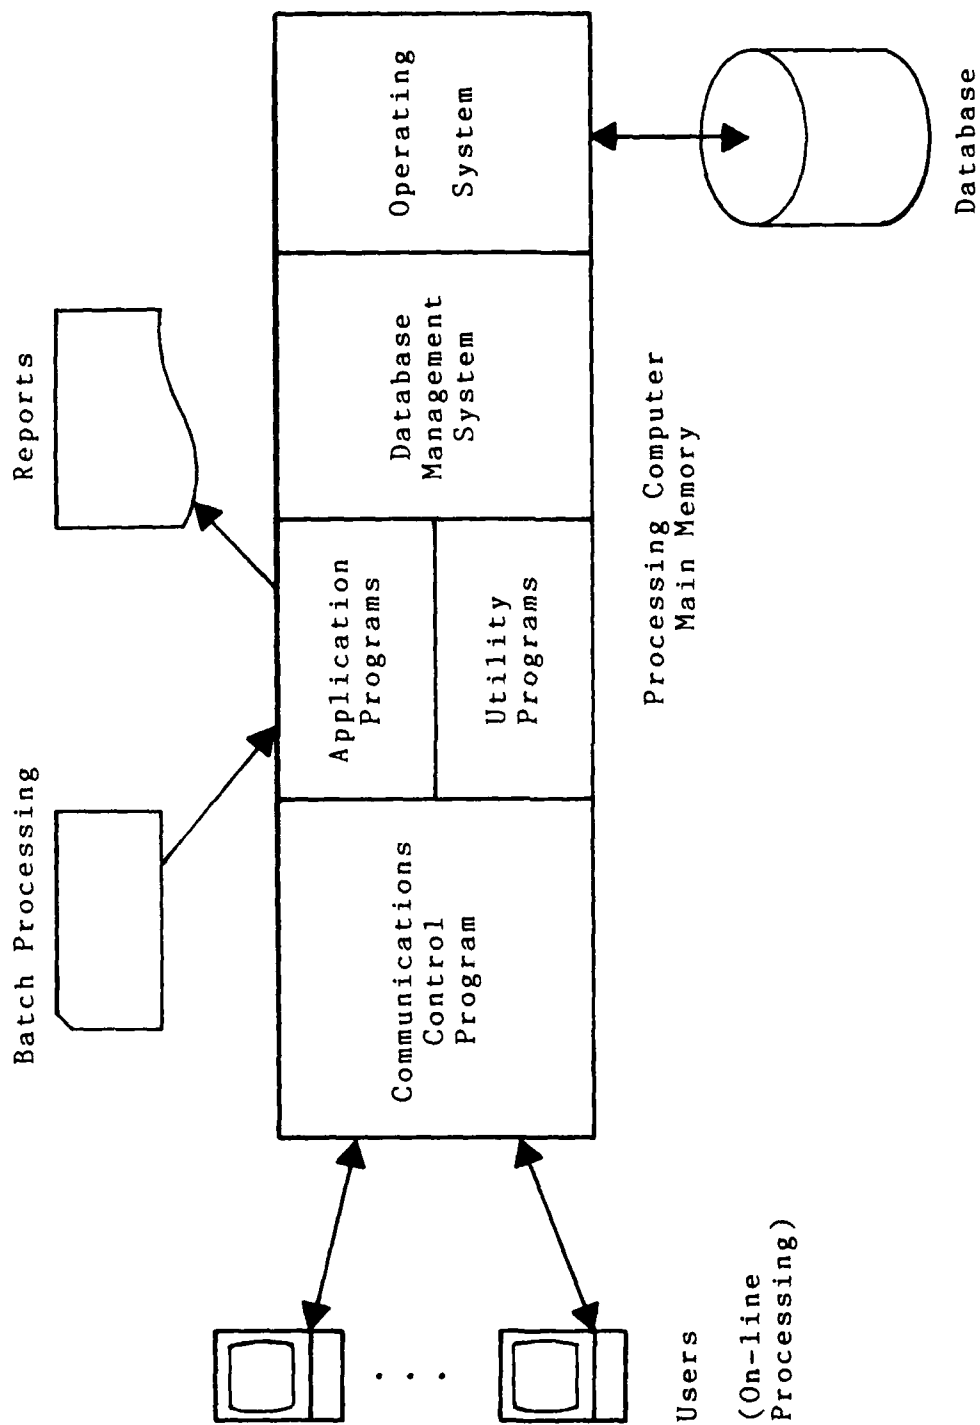 Batch Processing
Reports
Communications
Control
Program
Application
Programs
Utility
Programs
Database
Management
System
Operating
System
Processing Computer
Main Memory
Users
(On-line
Processing)
Database